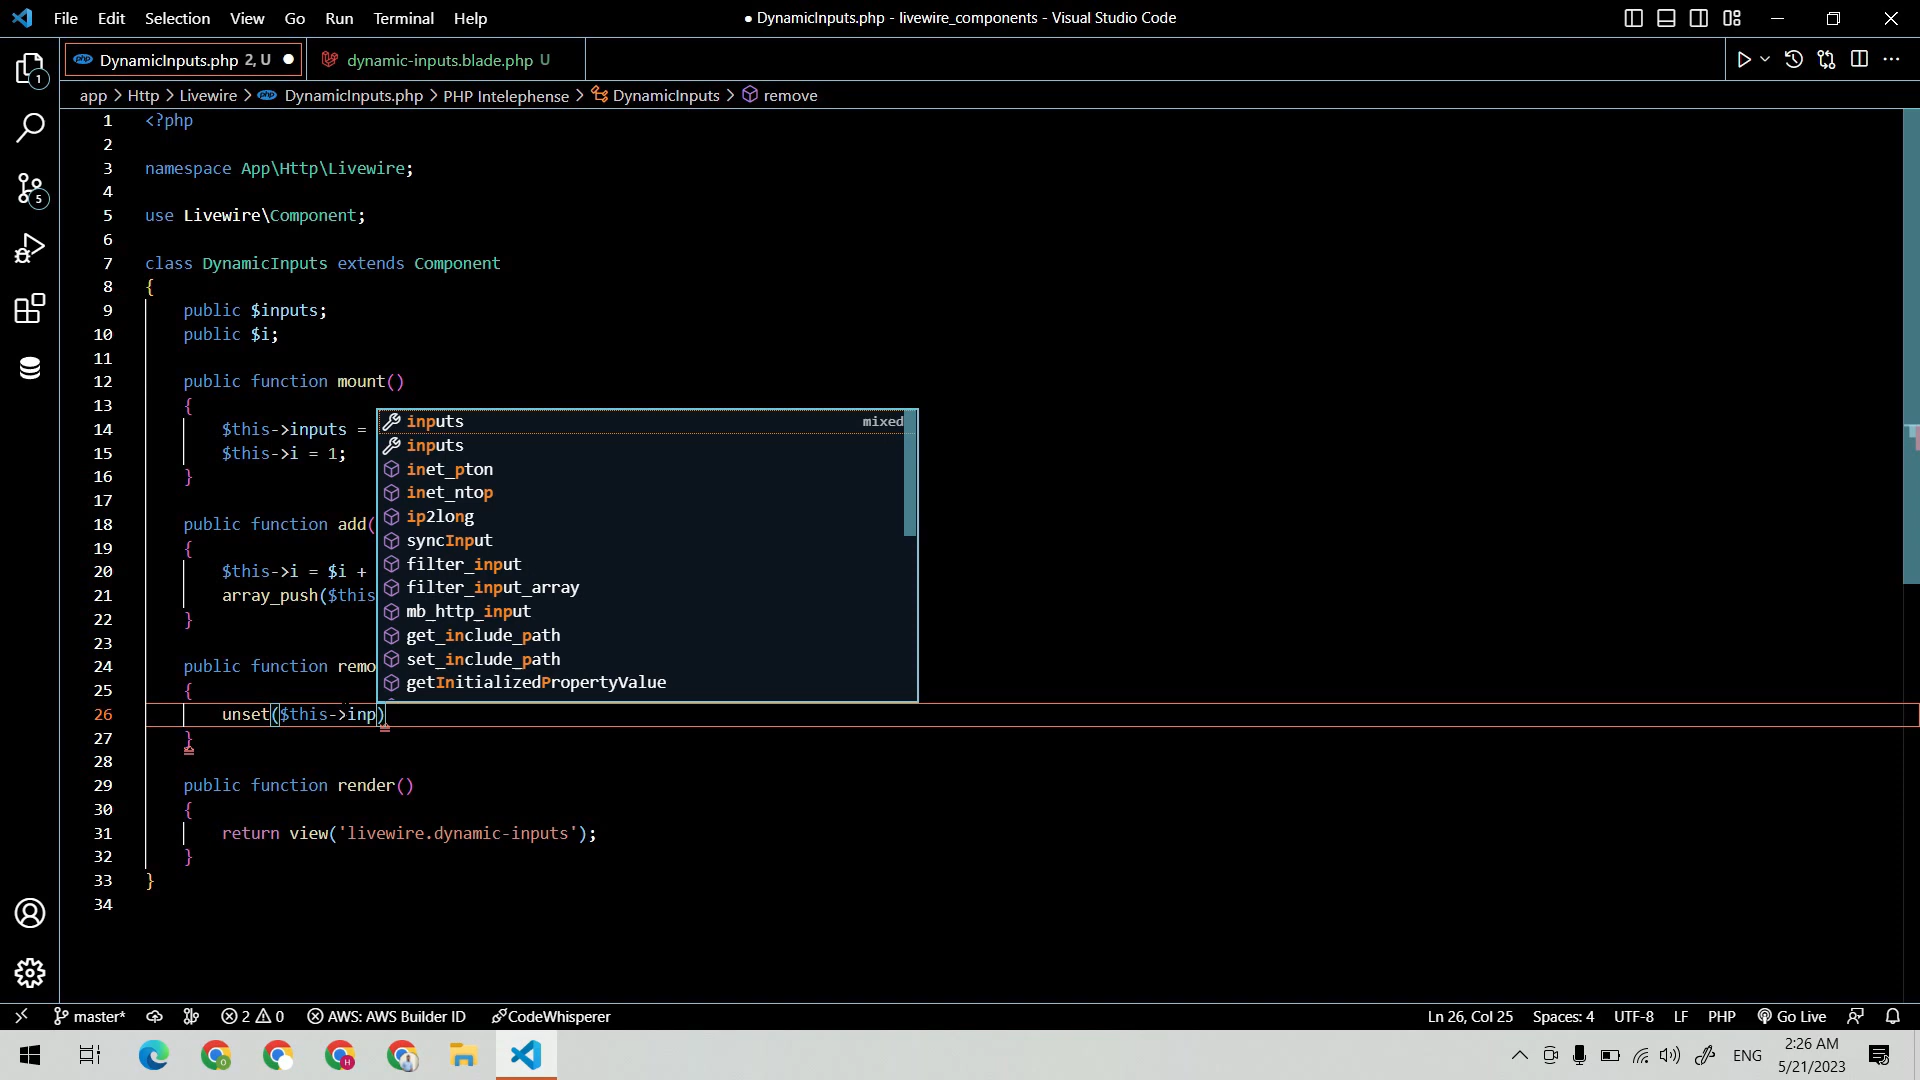 File Edit Selection View Go Run Terminal Help
● DynamicInputs.php - livewire_components - Visual Studio Code
DynamicInputs.php 2, U ●
dynamic-inputs.blade.php U
app > Http > Livewire > DynamicInputs.php > PHP Intelephense > DynamicInputs > remove
1
1 <?php
2
3 namespace App\Http\Livewire;
4
5 use Livewire\Component;
6
7 class DynamicInputs extends Component
8 {
9 public $inputs;
10 public $i;
11
12 public function mount()
13 {
14 $this->inputs =
15 $this->i = 1;
16 }
17
18 public function add(
19 {
20 $this->i = $i +
21 array_push($this
22 }
23
24 public function remo
25 {
26 unset($this->inp)
27 }
28
29 public function render()
30 {
31 return view('livewire.dynamic-inputs');
32 }
33 }
34
inputs mixed
inputs
inet_pton
inet_ntop
ip2long
syncInput
filter_input
filter_input_array
mb_http_input
get_include_path
set_include_path
getInitializedPropertyValue
5
master* 2 0 AWS: AWS Builder ID CodeWhisperer
Ln 26, Col 25 Spaces: 4 UTF-8 LF PHP Go Live
ENG
2:26 AM
5/21/2023